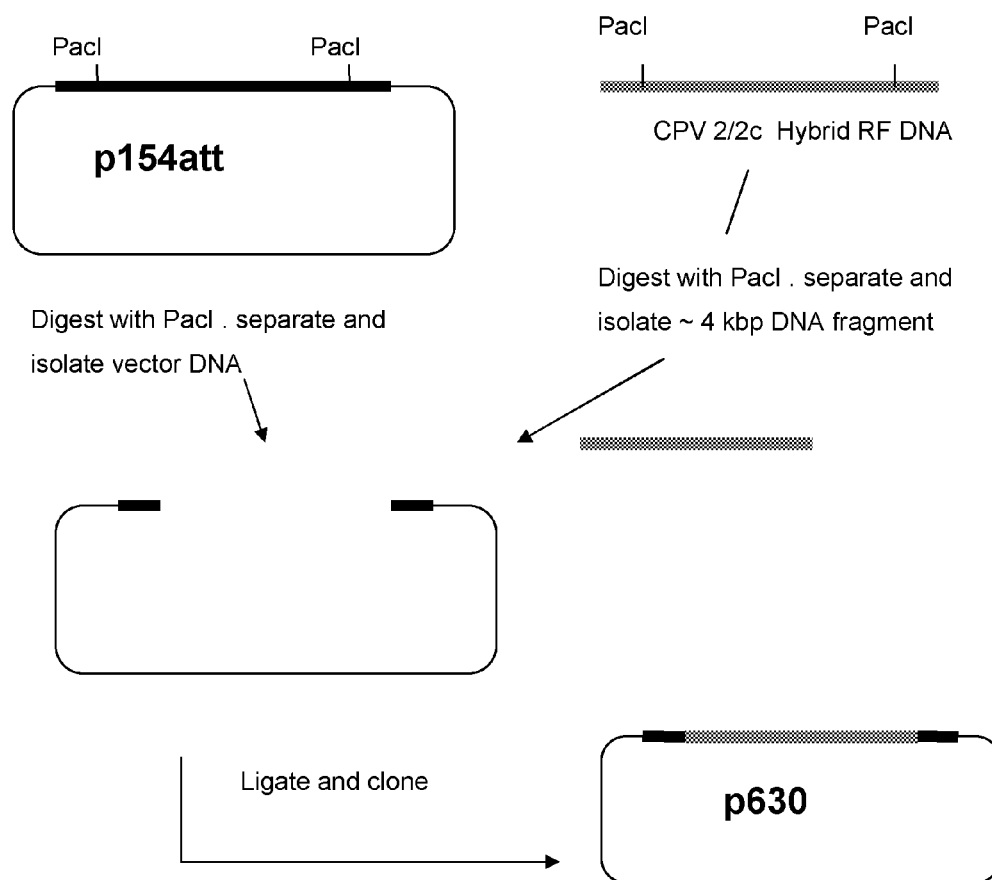 PacI
PacI
p154att
PacI
PacI
CPV 2/2c Hybrid RF DNA
Digest with PacI . separate and
isolate ~ 4 kbp DNA fragment
Digest with PacI . separate and
isolate vector DNA
Ligate and clone
p630